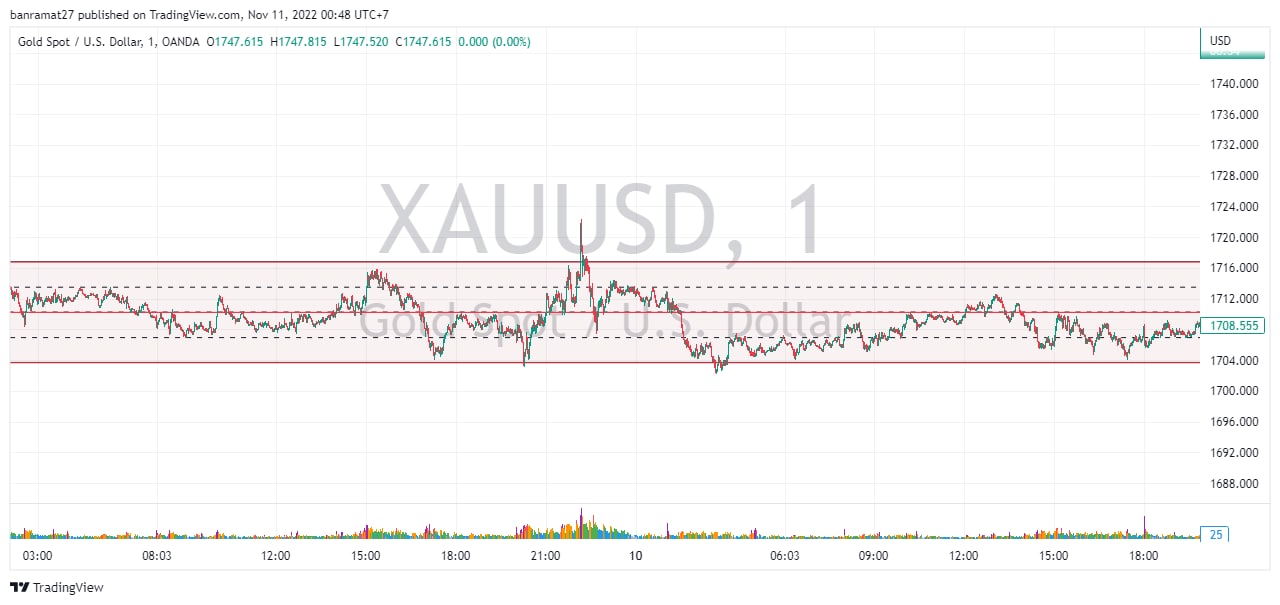 banramat27 published on TradingView.com, Nov 11, 2022 00:48 UTC+7
Gold Spot / U.S. Dollar, 1, OANDA O1747.615 H1747.815 L1747.520 C1747.615 0.000 (0.00%)
USD
1740.000
1736.000
1732.000
1728.000
1724.000
XAUUSD, 1
1720.000
1716.000
1712.000
Gold Spot / U.S. Dollar
1708.555
1704.000
1700.000
1696.000
1692.000
1688.000
25
03:00 08:03 12:00 15:00 18:00 21:00 10 06:03 09:00 12:00 15:00 18:00
TradingView